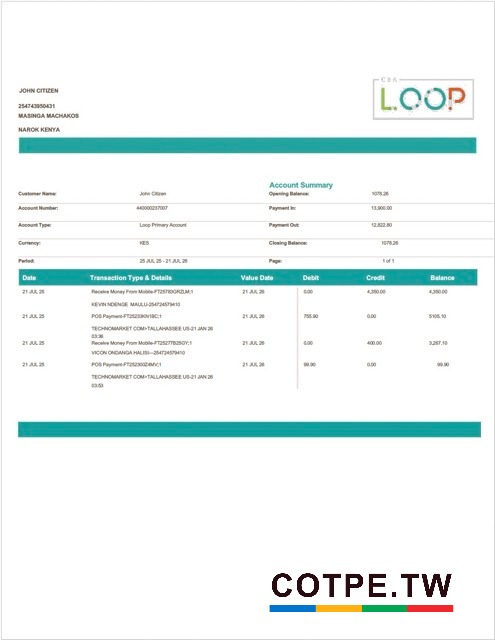 JOHN CITIZEN
CBA
LOOP
254743950431
MASINGA MACHAKOS
NAROK KENYA
Account Summary
Customer Name: John Citizen Opening Balance: 1078.26
Account Number: 440000237007 Payment In: 13,900.00
Account Type: Loop Primary Account Payment Out: 12,822.80
Currency: KES Closing Balance: 1078.26
Period: 25 JUL 25 - 21 JUL 26 Page: 1 of 1
Date Transaction Type & Details Value Date Debit Credit Balance
21 JUL 25 Receive Money From Mobile-FT25783GRZLM;1 21 JUL 26 0.00 4,350.00 4,350.00
KEVIN NDENGE MAULU-254724579410
21 JUL 25 POS Payment-FT25233KN1BC;1 21 JUL 26 755.90 0.00 5105.10
TECHNOMARKET COM>TALLAHASSEE US-21 JAN 26
03:36
21 JUL 25 Receive Money From Mobile-FT25277B25GY;1 21 JUL 26 0.00 400.00 3,267.10
VICON ONDANGA HALISI—254724579410
21 JUL 25 POS Payment-FT252300Z4MV;1 21 JUL 26 99.90 0.00 99.90
TECHNOMARKET COM>TALLAHASSEE US-21 JAN 26
03:53
COTPE.TW